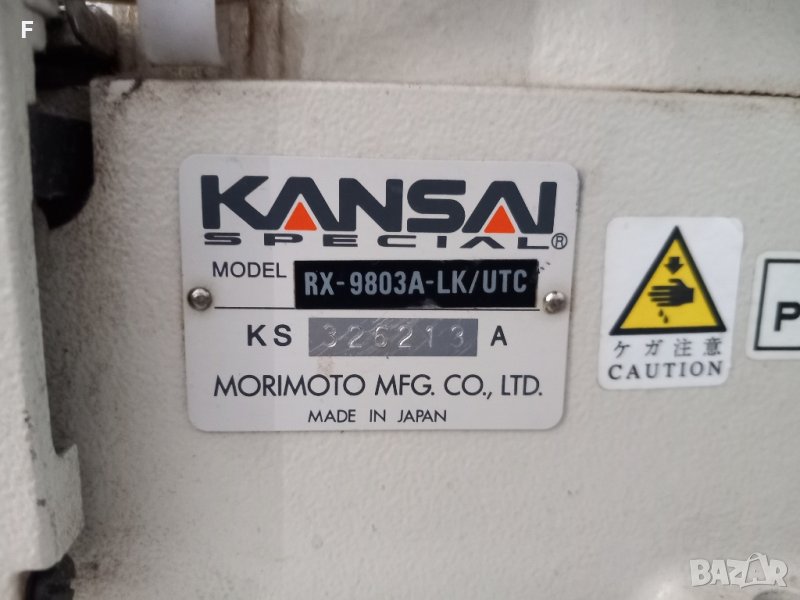 F
KANSAI
SPECIAL®
MODEL RX-9803A-LK/UTC
KS 326213 A
MORIMOTO MFG. CO., LTD.
MADE IN JAPAN
ケガ注意
CAUTION
P
BAZAR